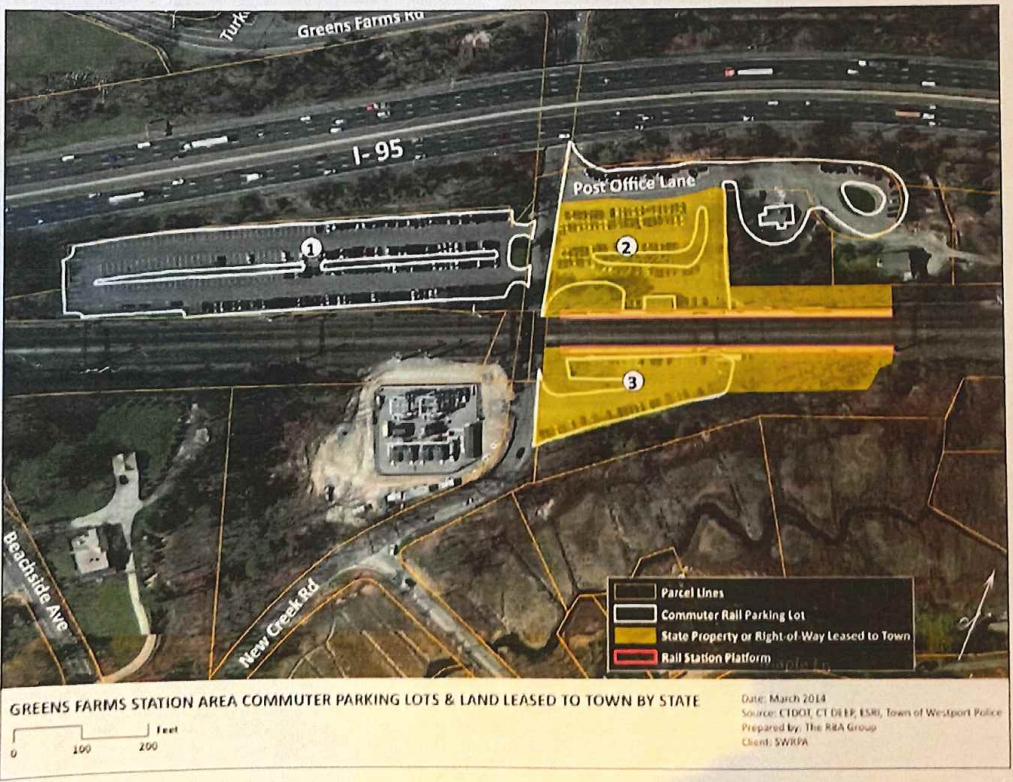 Turk
Greens Farms Rd
I-95
Post Office Lane
1
2
3
Beachside Ave
New Creek Rd
Parcel Lines
Commuter Rail Parking Lot
State Property or Right-of-Way Leased to Town
Rail Station Platform
GREENS FARMS STATION AREA COMMUTER PARKING LOTS & LAND LEASED TO TOWN BY STATE
Feet
0 100 200
Date: March 2014
Source: CTDOT, CT DEEP, ESRI, Town of Westport Police
Prepared by: The RBA Group
Client: SWRPA